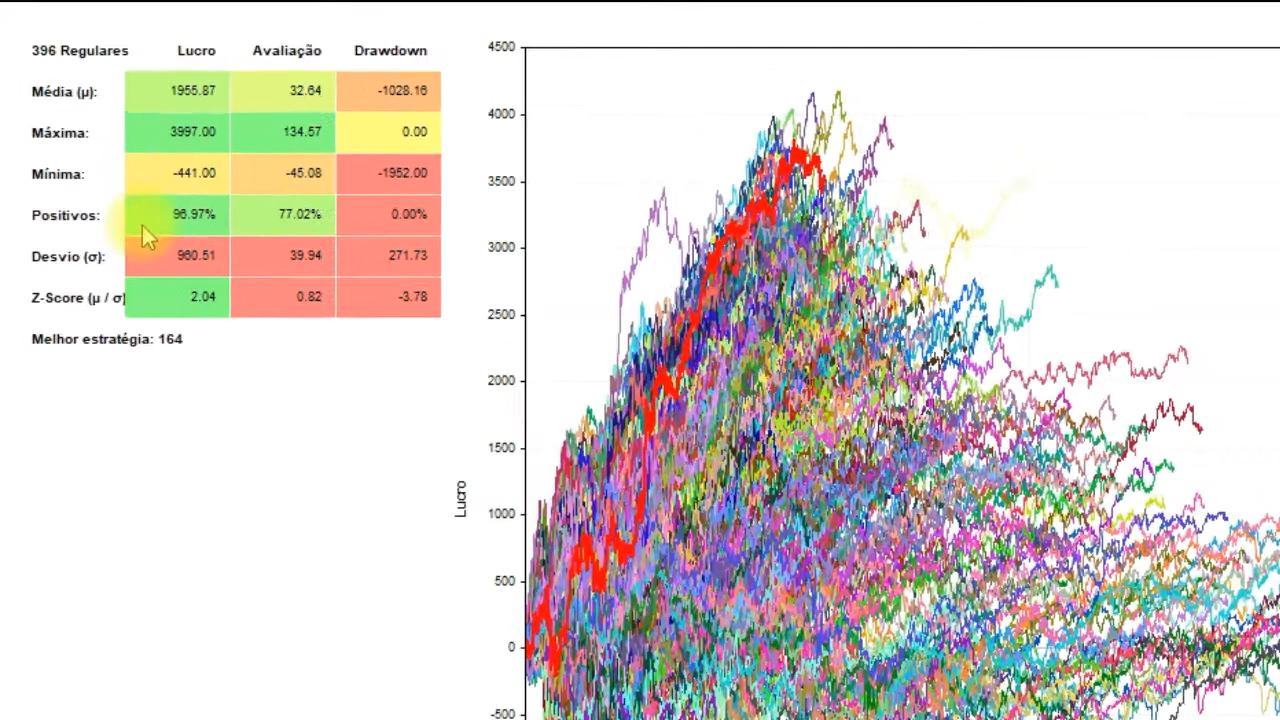 396 Regulares Lucro Avaliação Drawdown
Média (µ): 1955.87 32.64 -1028.16
Máxima: 3997.00 134.57 0.00
Mínima: -441.00 -45.08 -1952.00
Positivos: 96.97% 77.02% 0.00%
Desvio (σ): 960.51 39.94 271.73
Z-Score (µ / σ) 2.04 0.82 -3.78
Melhor estratégia: 164
4500
4000
3500
3000
2500
2000
1500
1000
500
0
-500
Lucro